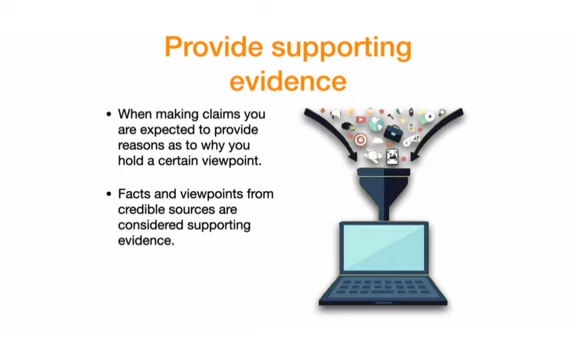 Provide supporting
evidence
• When making claims you
are expected to provide
reasons as to why you
hold a certain viewpoint.
• Facts and viewpoints from
credible sources are
considered supporting
evidence.